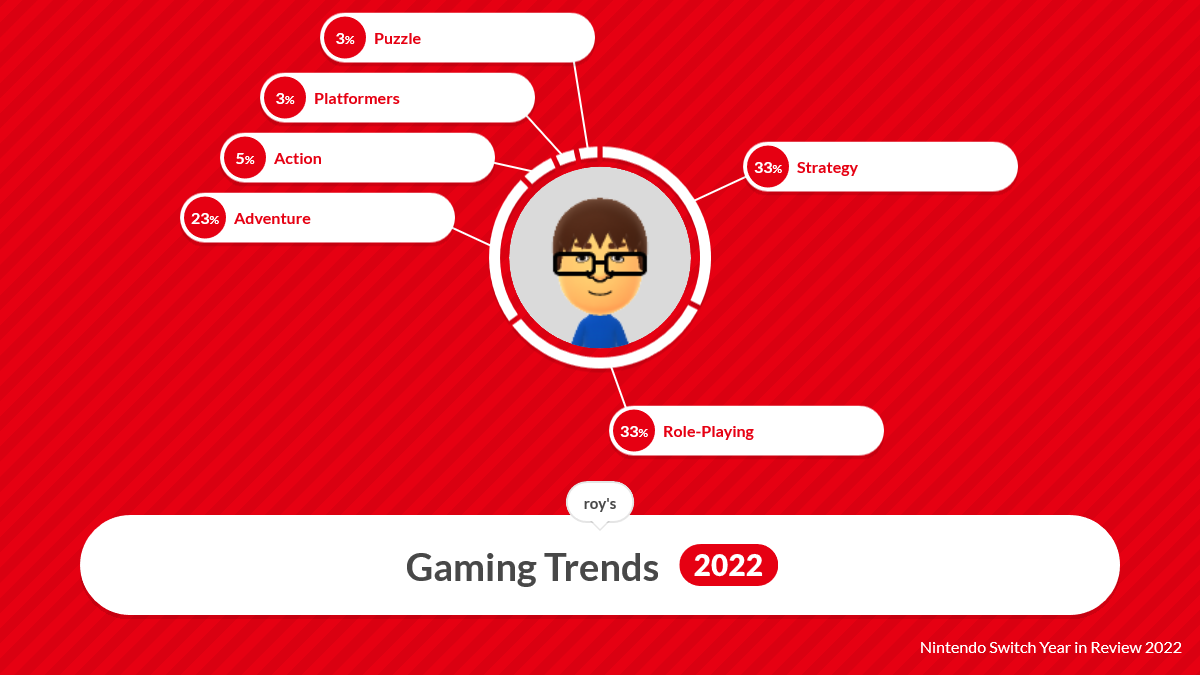 3% Puzzle
3% Platformers
5% Action
33% Strategy
23% Adventure
33% Role-Playing
roy's
Gaming Trends 2022
Nintendo Switch Year in Review 2022